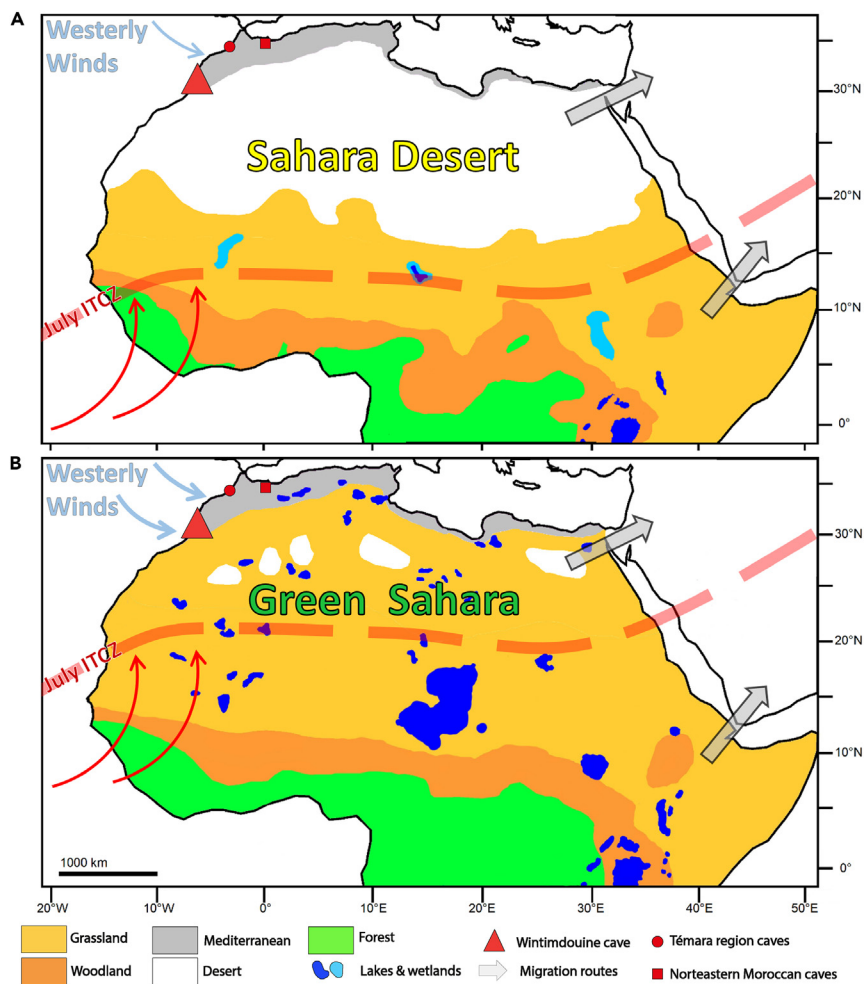 A
Westerly
Winds
Sahara Desert
July ITCZ
30°N
20°N
10°N
0°
B
Westerly
Winds
Green Sahara
July ITCZ
30°N
20°N
10°N
0°
1000 km
20°W 10°W 0° 10°E 20°E 30°E 40°E 50°E
Grassland Mediterranean Forest Wintimdouine cave Témara region caves
Woodland Desert Lakes & wetlands Migration routes Norteastern Moroccan caves